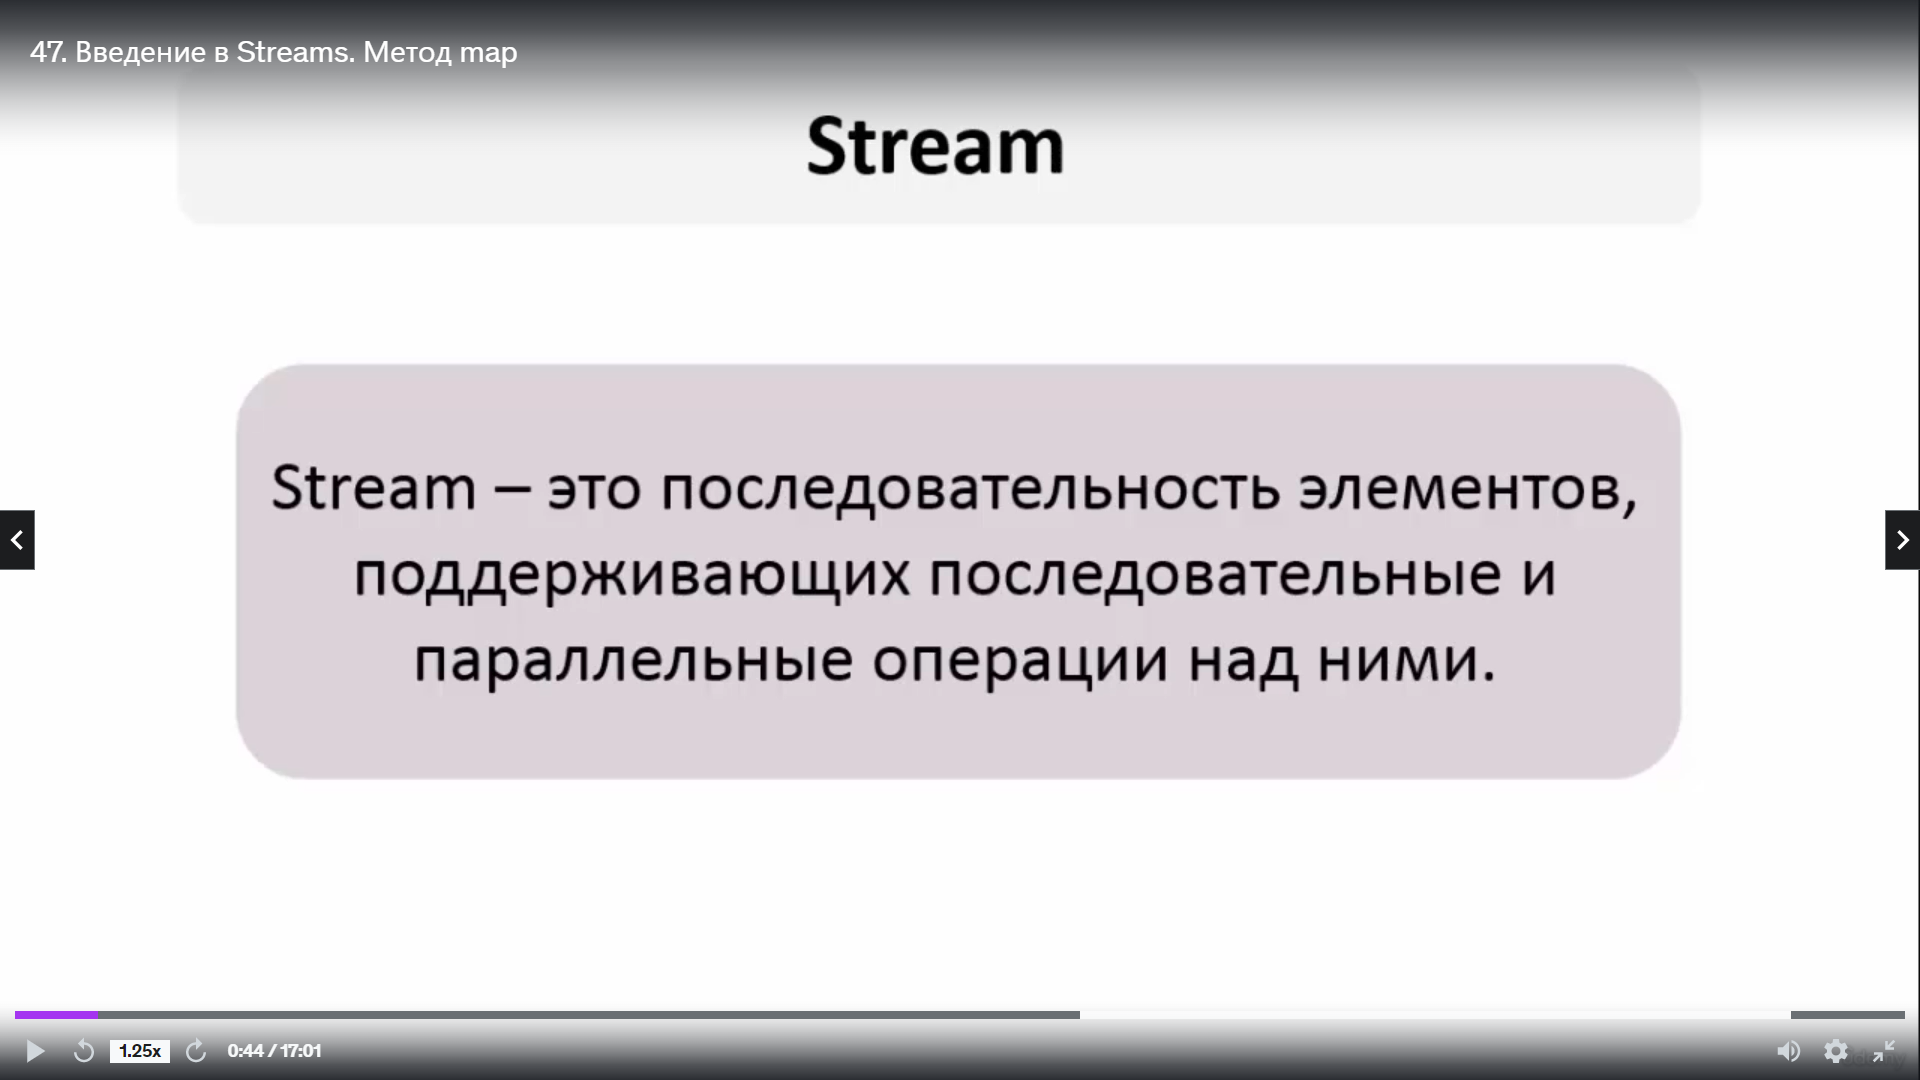 47. Введение в Streams. Метод map
Stream
Stream – это последовательность элементов,
поддерживающих последовательные и
параллельные операции над ними.
1.25x
0:44 / 17:01